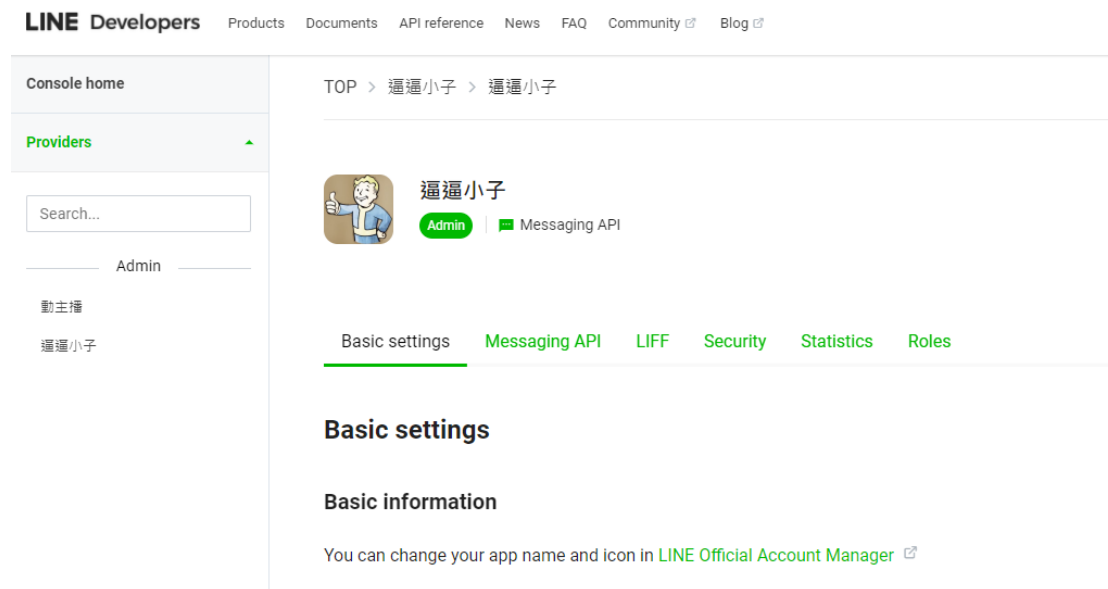 LINE Developers Products Documents API reference News FAQ Community Blog
Console home
Providers
Search...
Admin
動主播
逼逼小子
TOP > 逼逼小子 > 逼逼小子
逼逼小子
Admin Messaging API
Basic settings Messaging API LIFF Security Statistics Roles
Basic settings
Basic information
You can change your app name and icon in LINE Official Account Manager